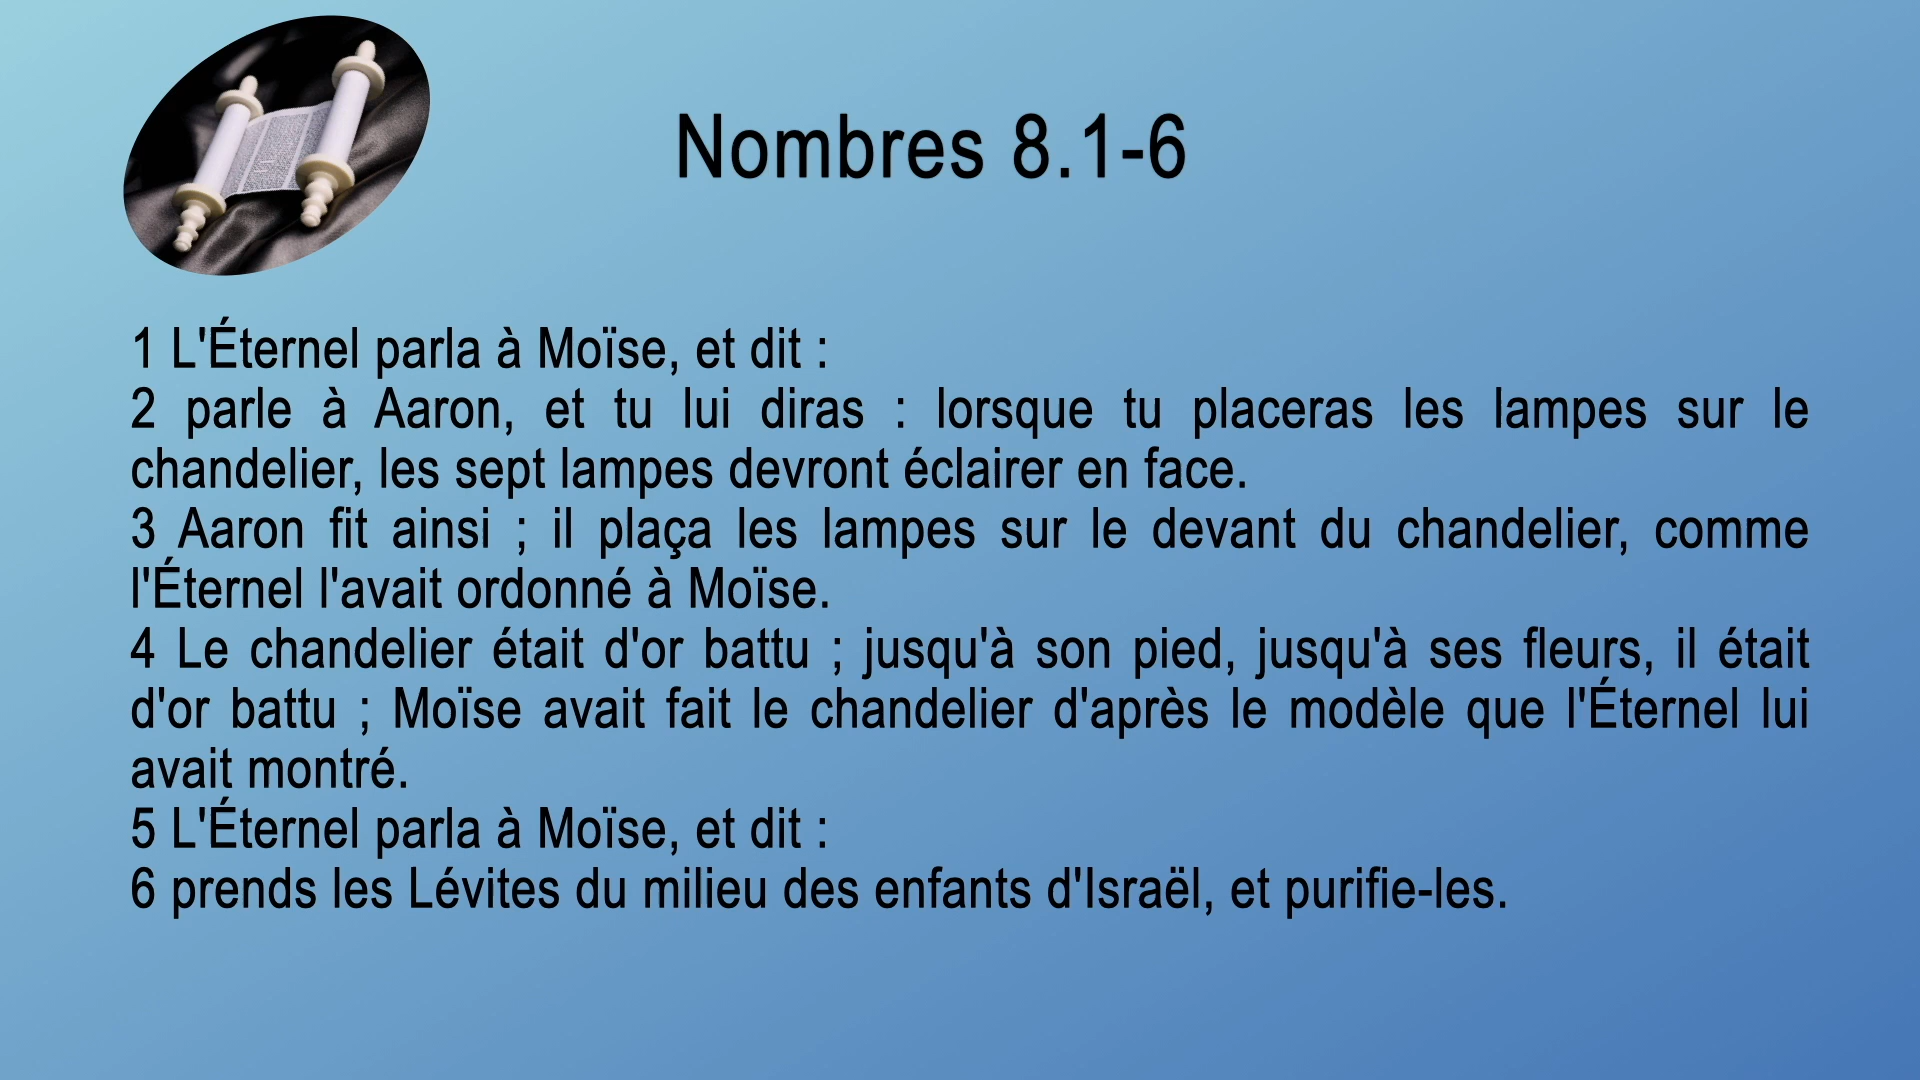 Nombres 8.1-6
1 L'Éternel parla à Moïse, et dit :
2 parle à Aaron, et tu lui diras : lorsque tu placeras les lampes sur le
chandelier, les sept lampes devront éclairer en face.
3 Aaron fit ainsi ; il plaça les lampes sur le devant du chandelier, comme
l'Éternel l'avait ordonné à Moïse.
4 Le chandelier était d'or battu ; jusqu'à son pied, jusqu'à ses fleurs, il était
d'or battu ; Moïse avait fait le chandelier d'après le modèle que l'Éternel lui
avait montré.
5 L'Éternel parla à Moïse, et dit :
6 prends les Lévites du milieu des enfants d'Israël, et purifie-les.